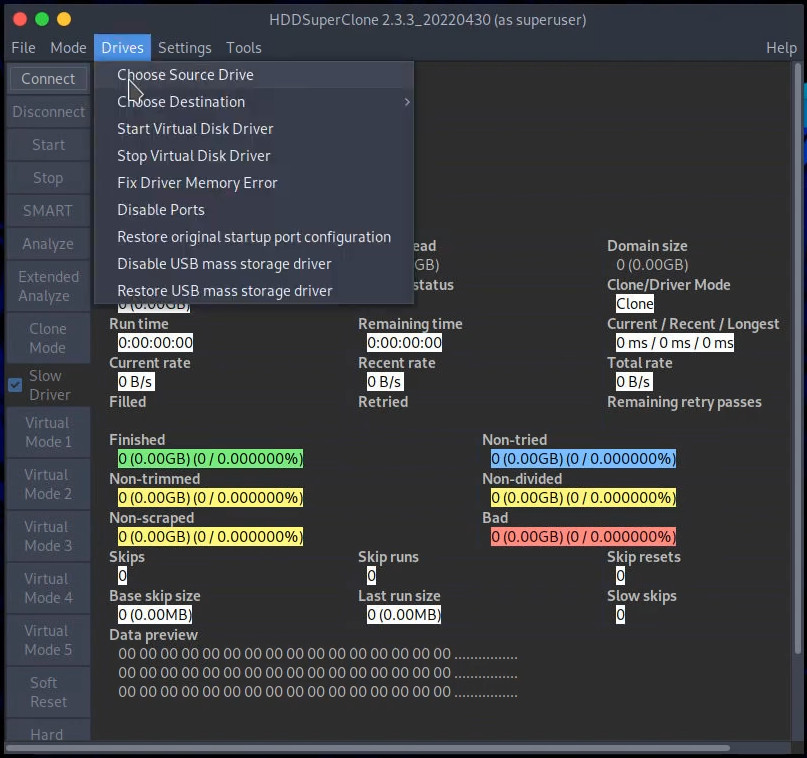 HDDSuperClone 2.3.3_20220430 (as superuser)
File Mode Drives Settings Tools Help
Connect
Disconnect
Start
Stop
SMART
Analyze
Extended
Analyze
Clone
Mode
Slow
Driver
Virtual
Mode 1
Virtual
Mode 2
Virtual
Mode 3
Virtual
Mode 4
Virtual
Mode 5
Soft
Reset
Hard
Choose Source Drive
Choose Destination
Start Virtual Disk Driver
Stop Virtual Disk Driver
Fix Driver Memory Error
Disable Ports
Restore original startup port configuration
Disable USB mass storage driver
Restore USB mass storage driver
ead Domain size
GB) 0 (0.00GB)
status Clone/Driver Mode
0 (0.00GB) Clone
Run time Remaining time Current / Recent / Longest
0:00:00:00 0:00:00:00 0 ms / 0 ms / 0 ms
Current rate Recent rate Total rate
0 B/s 0 B/s 0 B/s
Filled Retried Remaining retry passes
Finished Non-tried
0 (0.00GB) (0 / 0.000000%) 0 (0.00GB) (0 / 0.000000%)
Non-trimmed Non-divided
0 (0.00GB) (0 / 0.000000%) 0 (0.00GB) (0 / 0.000000%)
Non-scraped Bad
0 (0.00GB) (0 / 0.000000%) 0 (0.00GB) (0 / 0.000000%)
Skips Skip runs Skip resets
0 0 0
Base skip size Last run size Slow skips
0 (0.00MB) 0 (0.00MB) 0
Data preview
00 00 00 00 00 00 00 00 00 00 00 00 00 00 00 00 ................
00 00 00 00 00 00 00 00 00 00 00 00 00 00 00 00 ................
00 00 00 00 00 00 00 00 00 00 00 00 00 00 00 00 ................